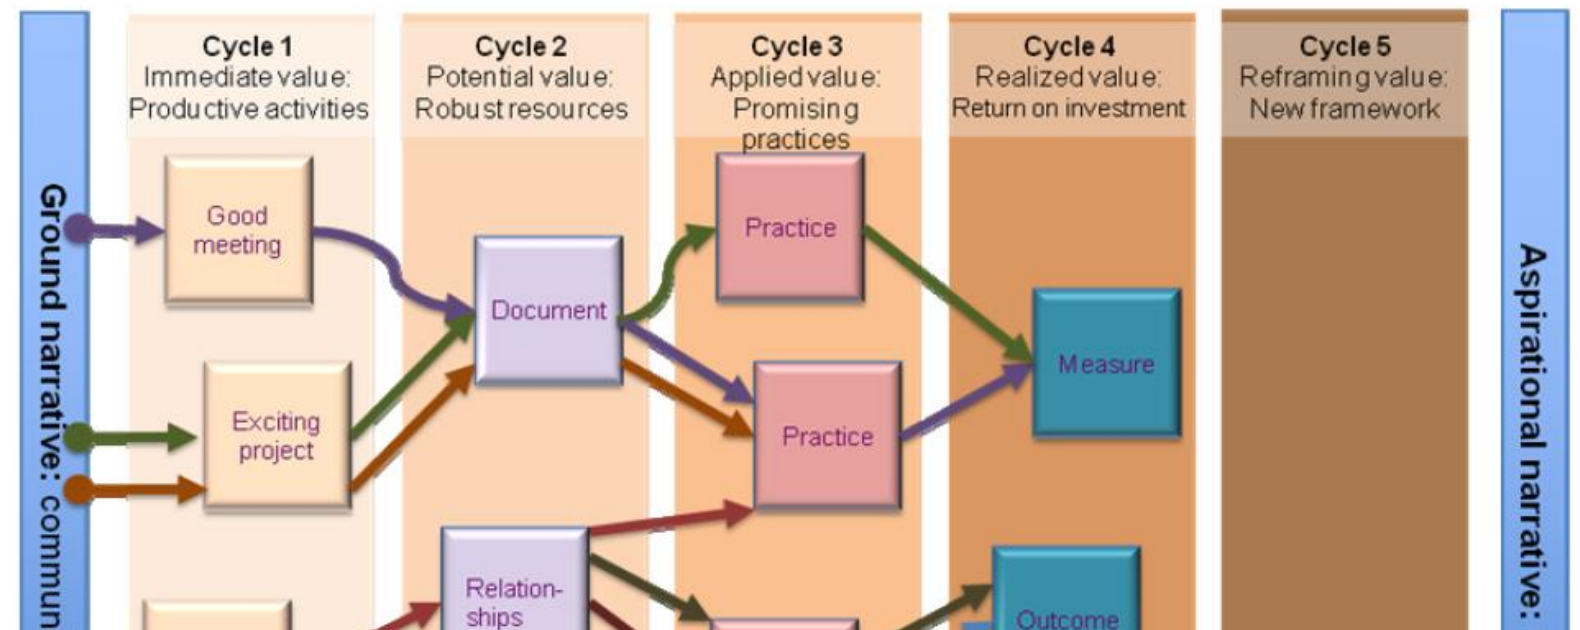 Ground narrative: commun
Cycle 1
Immediate value:
Productive activities
Good
meeting
Exciting
project
Cycle 2
Potential value:
Robust resources
Document
Relation-
ships
Cycle 3
Applied value:
Promising
practices
Practice
Practice
Cycle 4
Realized value:
Return on investment
Measure
Outcome
Cycle 5
Reframing value:
New framework
Aspirational narrative: